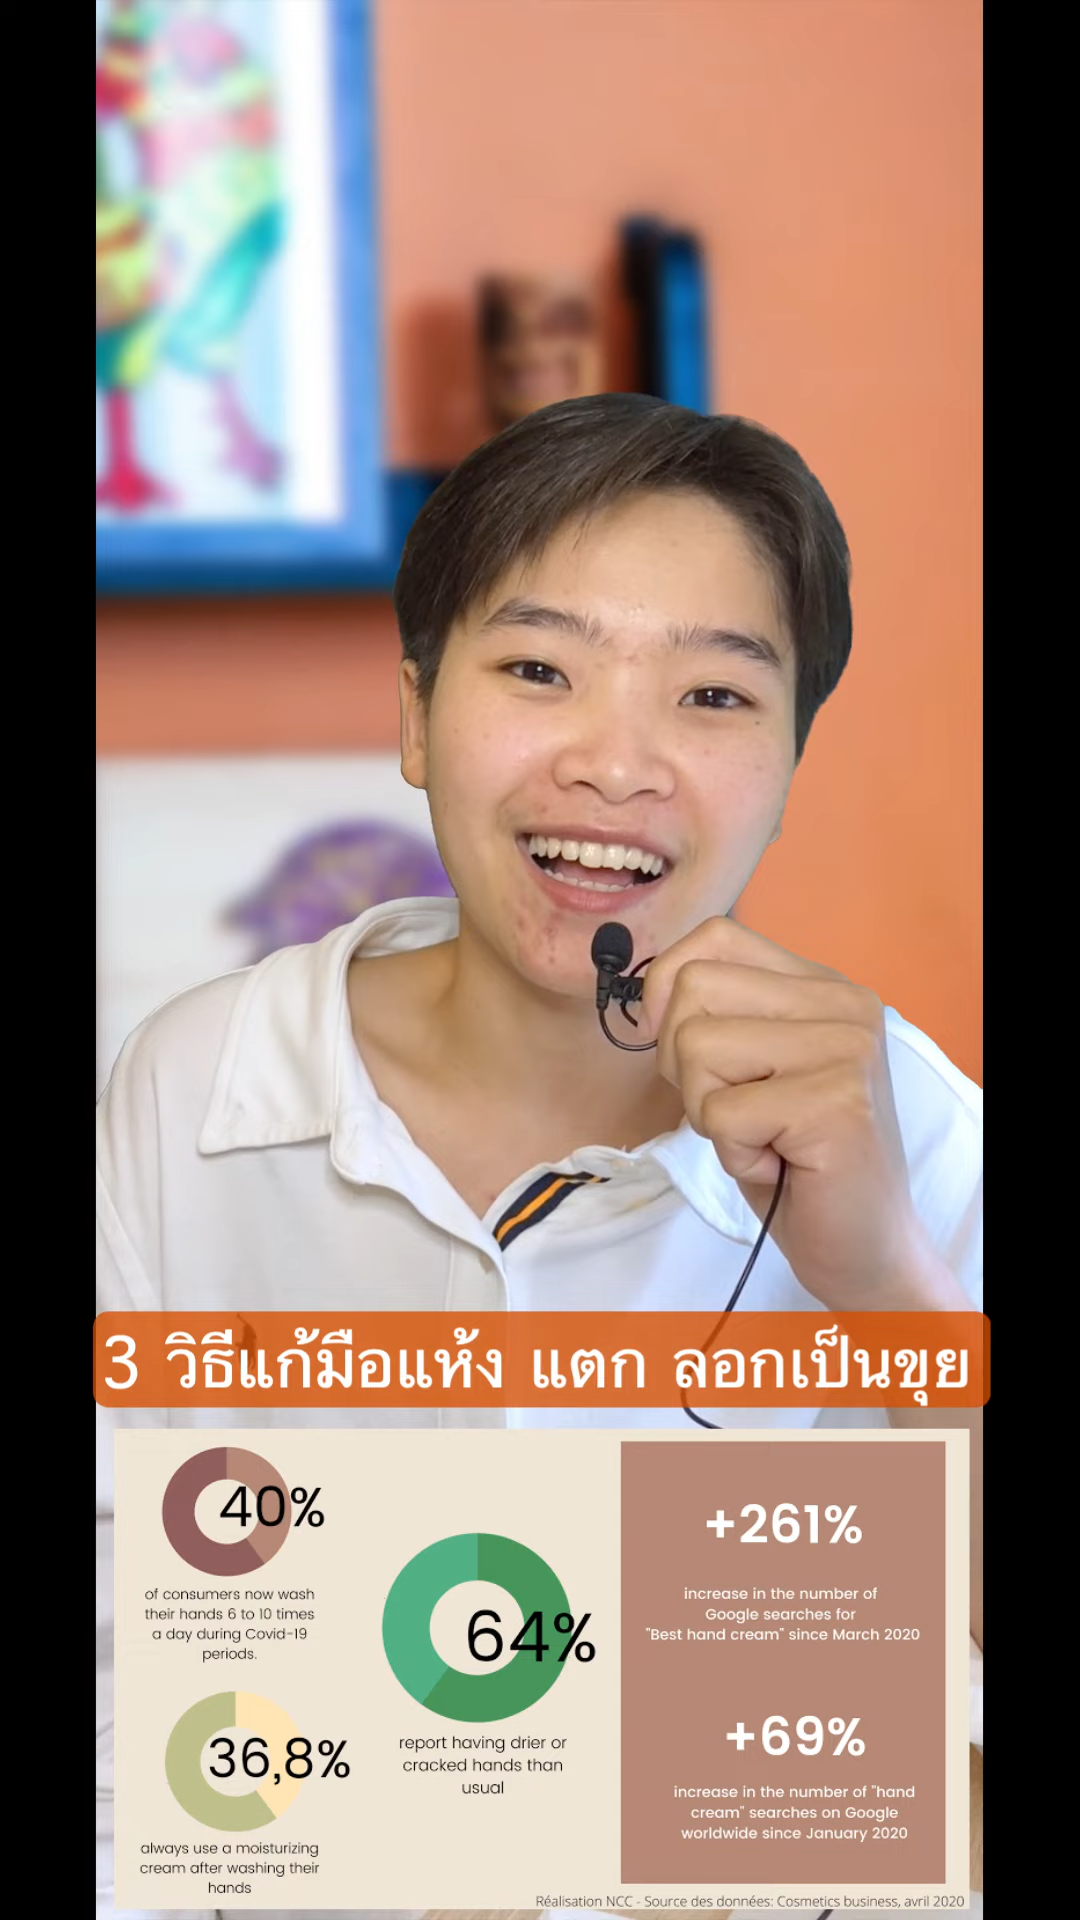 3 วิธีแก้มือแห้ง แตก ลอกเป็นขุย
40%
of consumers now wash
their hands 6 to 10 times
a day during Covid-19
periods.
36,8%
always use a moisturizing
cream after washing their
hands
64%
report having drier or
cracked hands than
usual
+261%
increase in the number of
Google searches for
"Best hand cream" since March 2020
+69%
increase in the number of "hand
cream" searches on Google
worldwide since January 2020
Réalisation NCC - Source des données: Cosmetics business, avril 2020